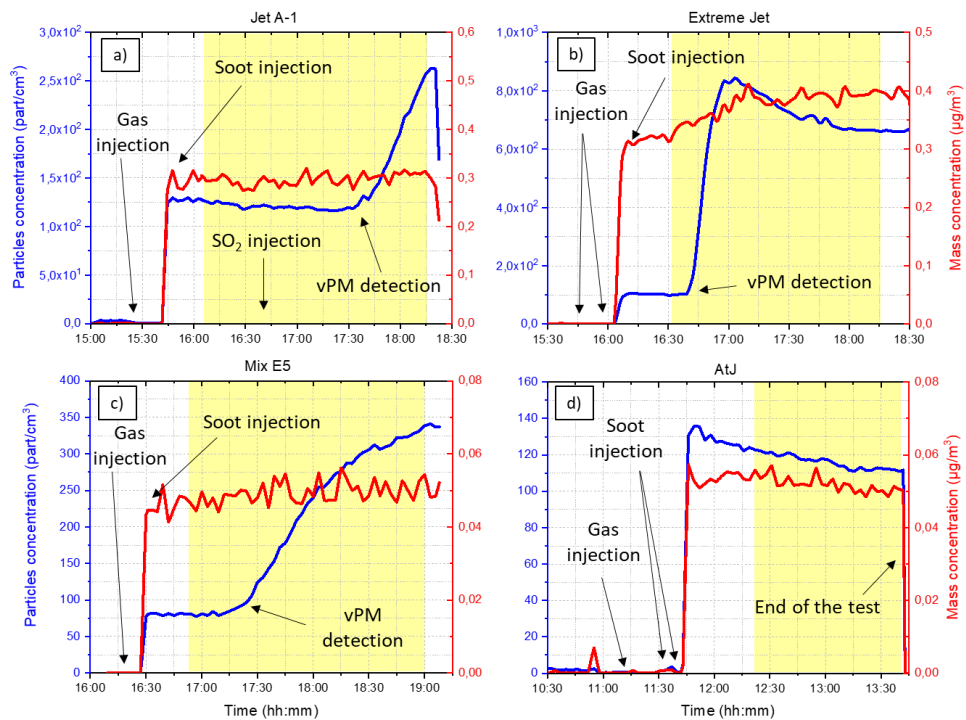 Jet A-1
a)
Particles concentration (part/cm³)
3,0x10²
2,5x10²
2,0x10²
1,5x10²
1,0x10²
5,0x10¹
0,0
Gas
injection
Soot injection
SO₂ injection
vPM detection
0,6
0,5
0,4
0,3
0,2
0,1
0,0
15:00 15:30 16:00 16:30 17:00 17:30 18:00 18:30
Extreme Jet
b)
1,0x10³
8,0x10²
6,0x10²
4,0x10²
2,0x10²
0,0
Soot injection
Gas
injection
vPM detection
0,5
0,4
0,3
0,2
0,1
0,0
Mass concentration (µg/m³)
15:30 16:00 16:30 17:00 17:30 18:00 18:30
Mix E5
c)
Particles concentration (part/cm³)
400
350
300
250
200
150
100
50
0
Gas
injection
Soot injection
vPM
detection
0,08
0,06
0,04
0,02
0,00
16:00 16:30 17:00 17:30 18:00 18:30 19:00
Time (hh:mm)
AtJ
d)
160
140
120
100
80
60
40
20
0
Soot
injection
Gas
injection
End of the test
0,08
0,06
0,04
0,02
0,00
Mass concentration (µg/m³)
10:30 11:00 11:30 12:00 12:30 13:00 13:30
Time (hh:mm)